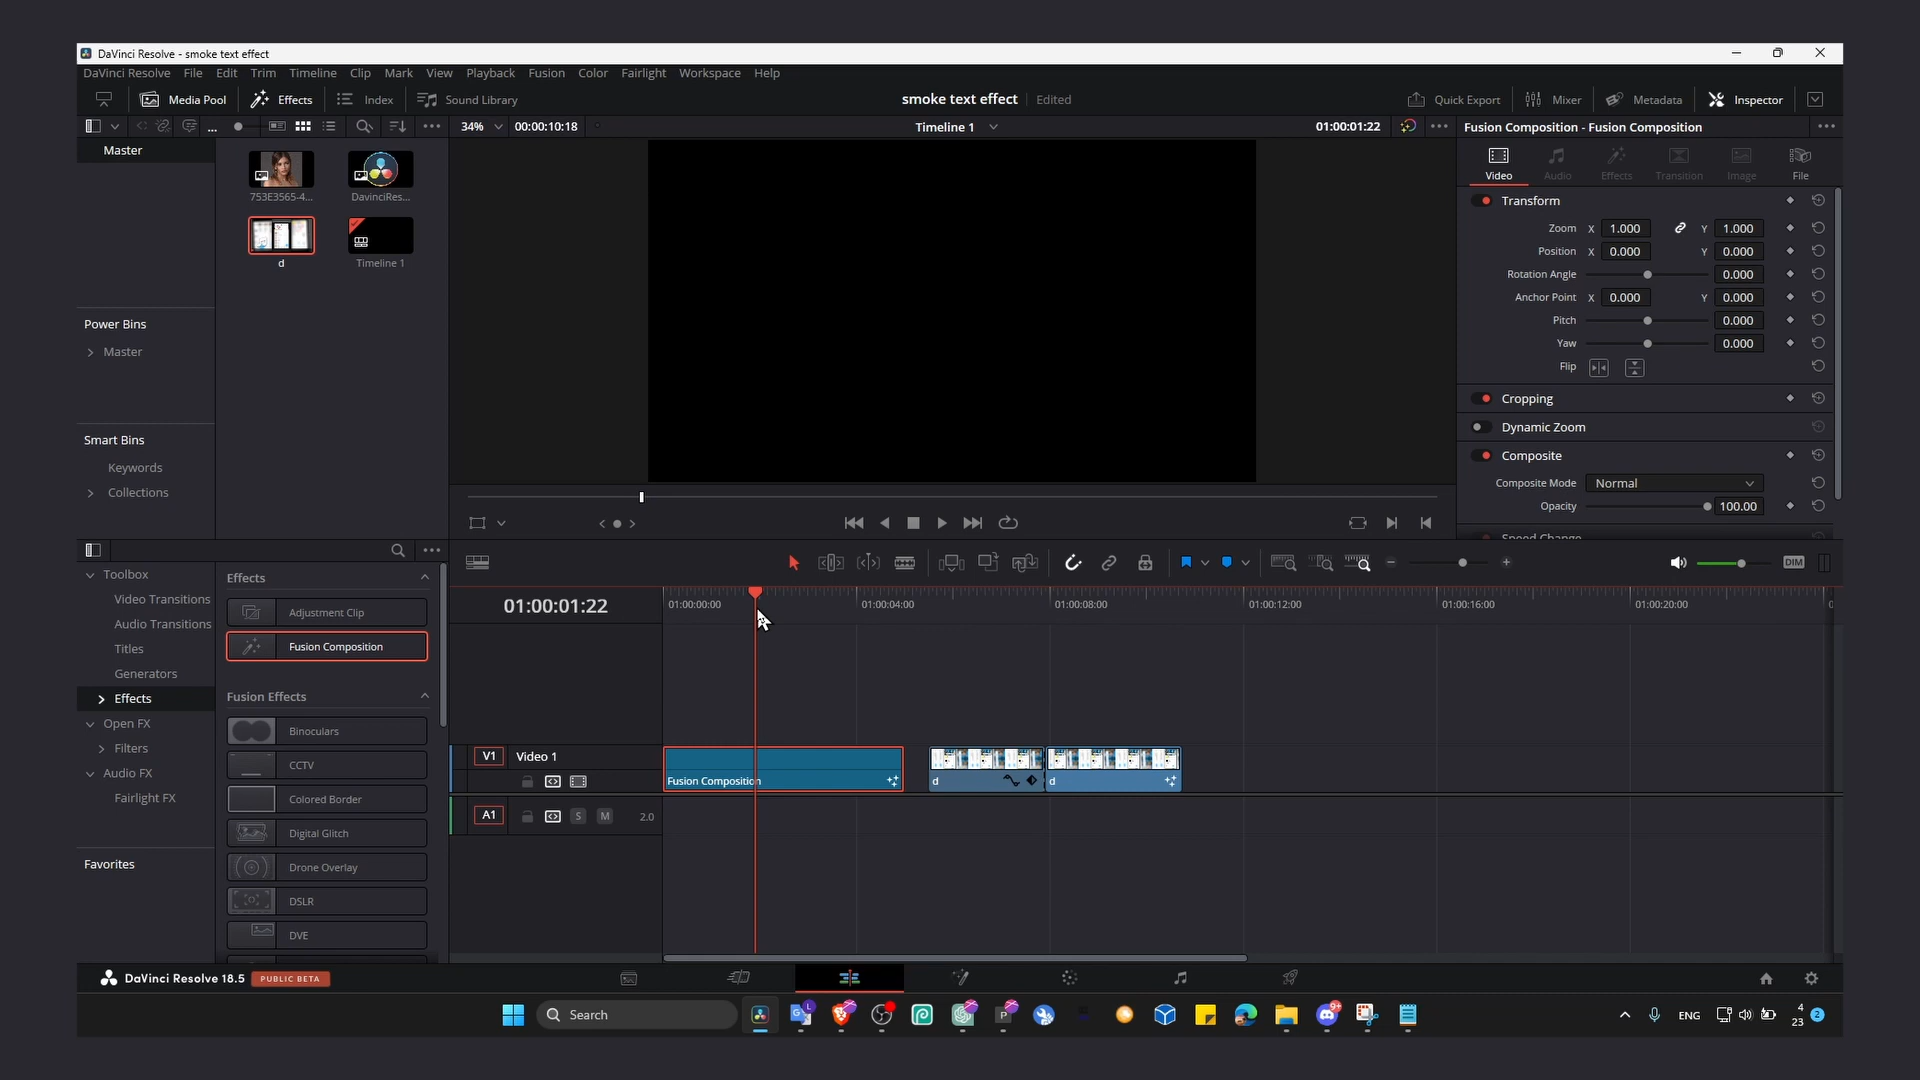 DaVinci Resolve - smoke text effect
DaVinci Resolve File Edit Trim Timeline Clip Mark View Playback Fusion Color Fairlight Workspace Help
Media Pool Effects Index Sound Library smoke text effect Edited Quick Export Mixer Metadata Inspector
34% 00:00:10:18 Timeline 1 01:00:01:22 Fusion Composition - Fusion Composition
Master
753E3565-4... DavinciRes...
d Timeline 1
Power Bins
Master
Smart Bins
Keywords
Collections
Video Audio Effects Transition Image File
Transform
Zoom X 1.000 Y 1.000
Position X 0.000 Y 0.000
Rotation Angle 0.000
Anchor Point X 0.000 Y 0.000
Pitch 0.000
Yaw 0.000
Flip
Cropping
Dynamic Zoom
Composite
Composite Mode Normal
Opacity 100.00
Speed Change
DIM
Toolbox
Video Transitions
Audio Transitions
Titles
Generators
Effects
Open FX
Filters
Audio FX
Fairlight FX
Favorites
Effects
Adjustment Clip
Fusion Composition
Fusion Effects
Binoculars
CCTV
Colored Border
Digital Glitch
Drone Overlay
DSLR
DVE
01:00:01:22 01:00:00:00 01:00:04:00 01:00:08:00 01:00:12:00 01:00:16:00 01:00:20:00
V1 Video 1
Fusion Composition d d
A1 S M 2.0
DaVinci Resolve 18.5 PUBLIC BETA
Search
9+
ENG
4
23
2